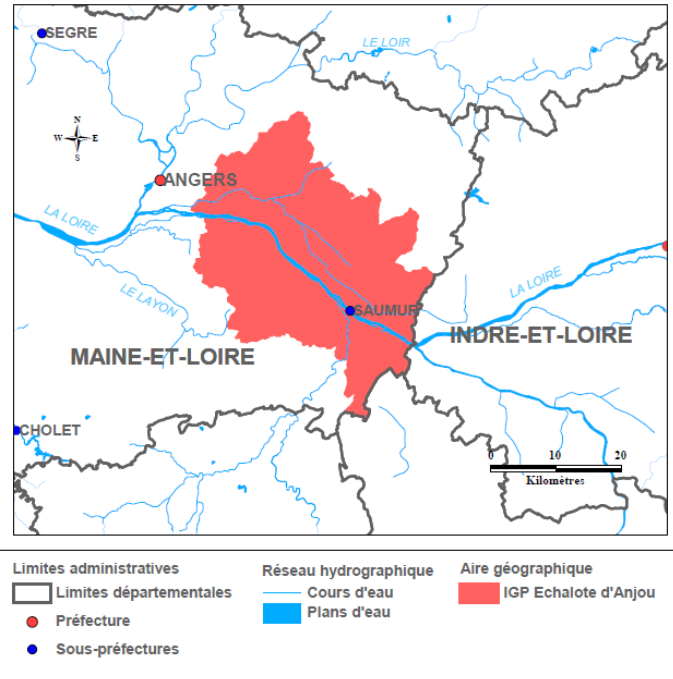 SEGRE
LE LOIR
N
W E
S
ANGERS
LA LOIRE
LE LAYON
LA LOIRE
SAUMUR
INDRE-ET-LOIRE
MAINE-ET-LOIRE
CHOLET
0 10 20
Kilomètres
Limites administratives
Limites départementales
Préfecture
Sous-préfectures
Réseau hydrographique
Cours d'eau
Plans d'eau
Aire géographique
IGP Echalote d'Anjou